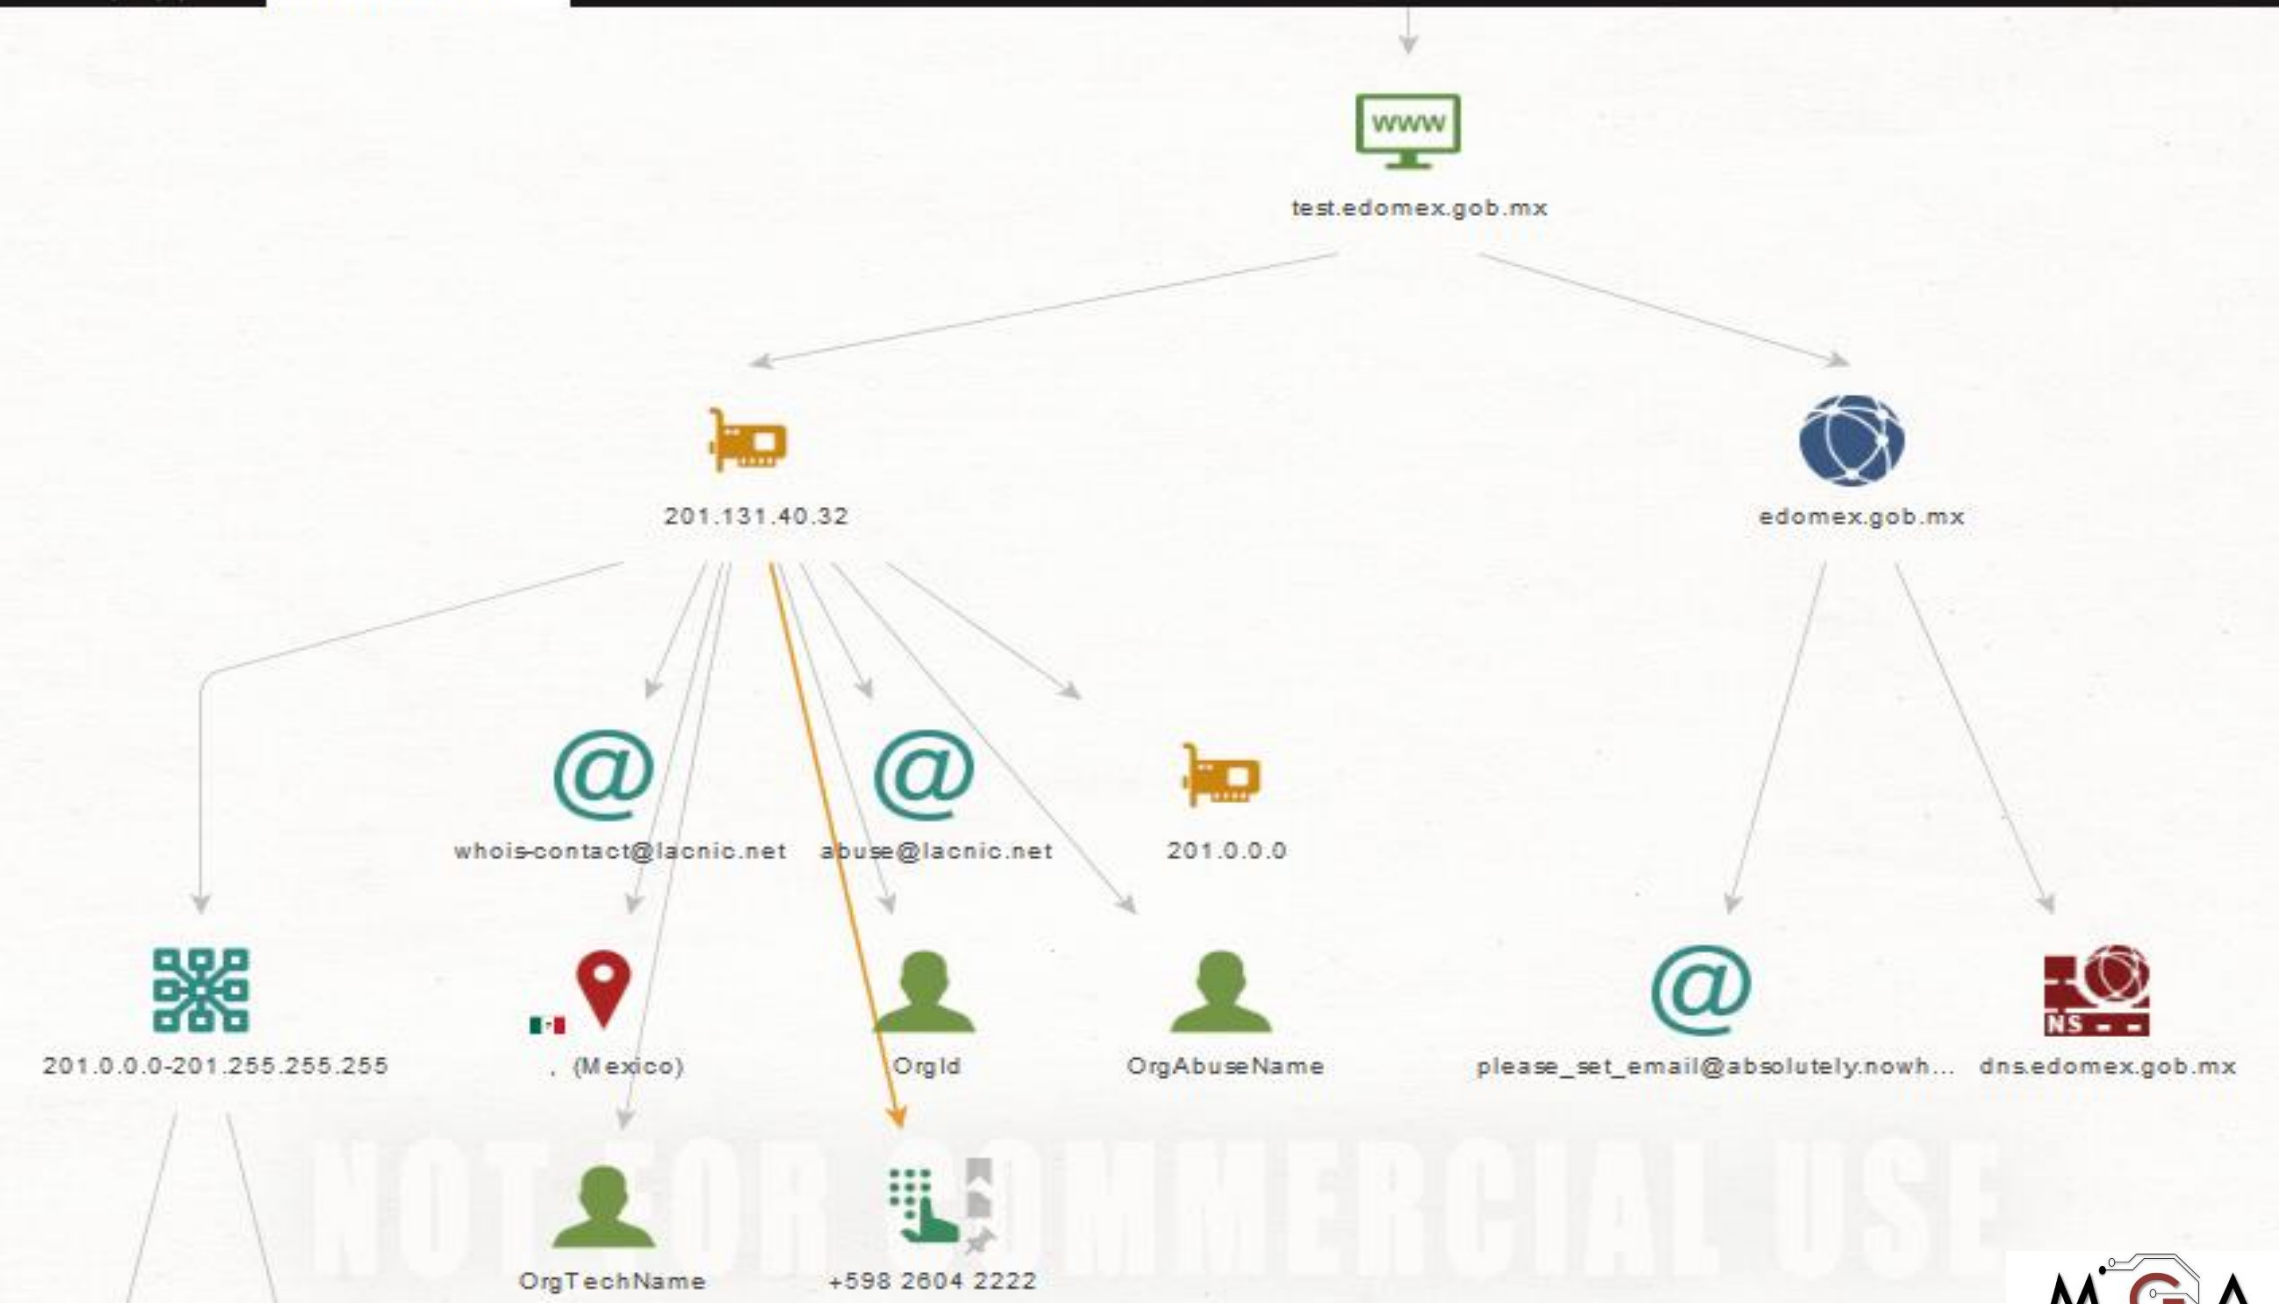 www
test.edomex.gob.mx
201.131.40.32
edomex.gob.mx
whois-contact@lacnic.net
abuse@lacnic.net
201.0.0.0
NS
201.0.0.0-201.255.255.255
. (Mexico)
OrgId
OrgAbuseName
please_set_email@absolutely.nowh...
dns.edomex.gob.mx
NOT FOR COMMERCIAL USE
OrgTechName
+598 2604 2222
MGA